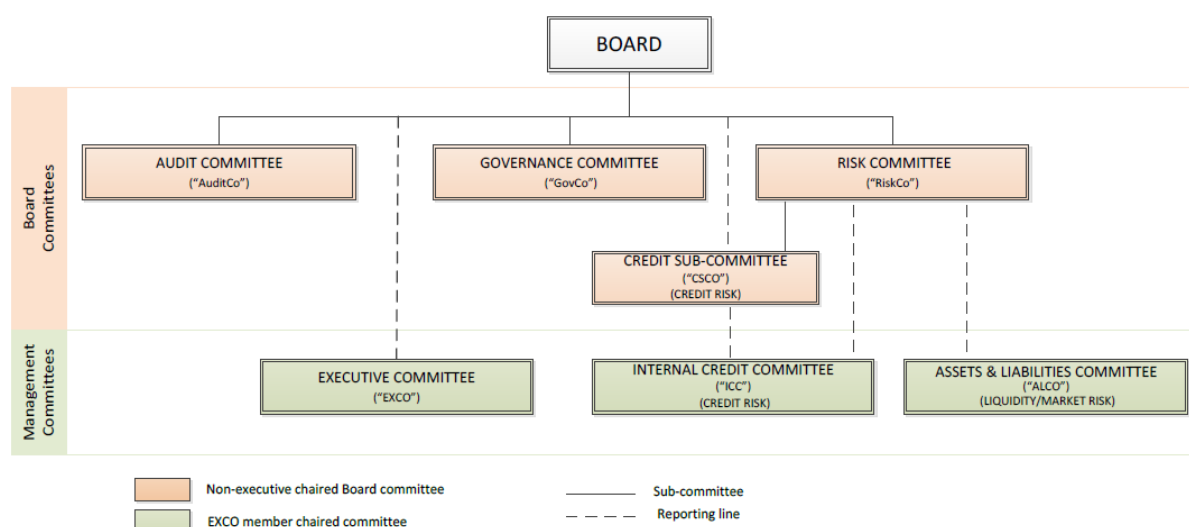 BOARD
Board
Committees
AUDIT COMMITTEE
(“AuditCo”)
GOVERNANCE COMMITTEE
(“GovCo”)
RISK COMMITTEE
(“RiskCo”)
CREDIT SUB-COMMITTEE
(“CSCO”)
(CREDIT RISK)
Management
Committees
EXECUTIVE COMMITTEE
(“EXCO”)
INTERNAL CREDIT COMMITTEE
(“ICC”)
(CREDIT RISK)
ASSETS & LIABILITIES COMMITTEE
(“ALCO”)
(LIQUIDITY/MARKET RISK)
Non-executive chaired Board committee
Sub-committee
EXCO member chaired committee
Reporting line